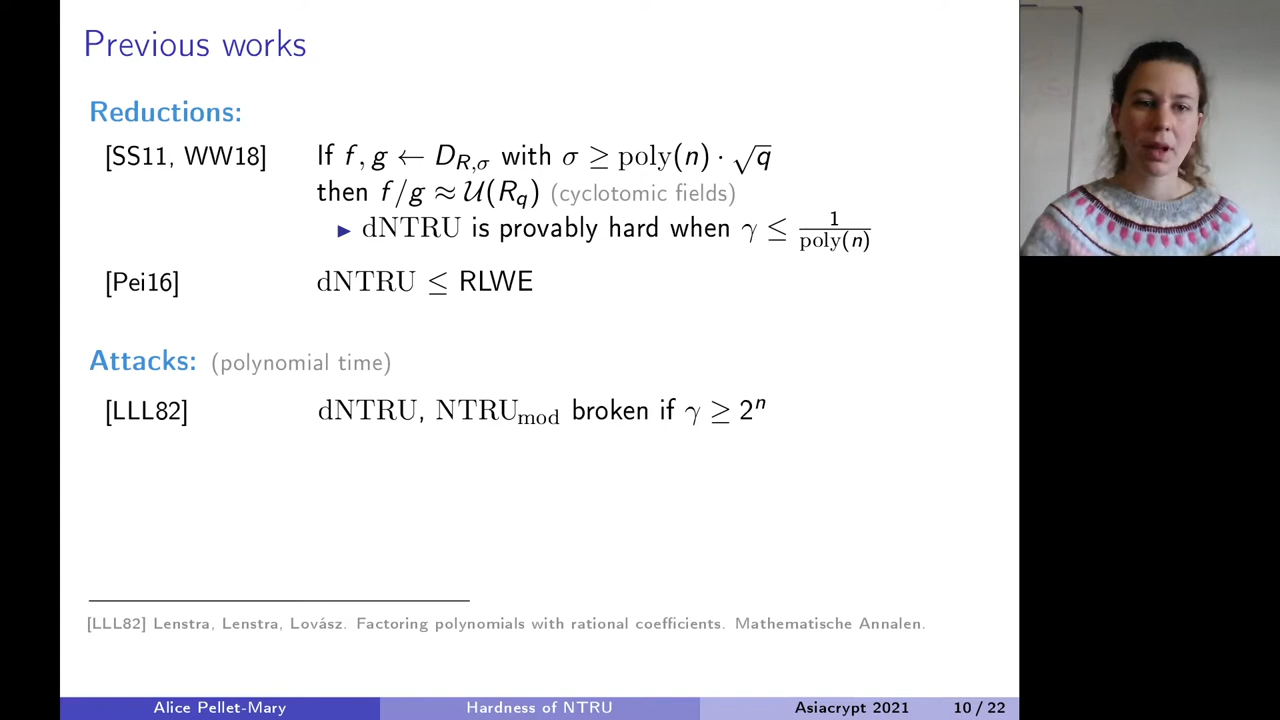 Previous works
Reductions:
[SS11, WW18] If f, g ← D_{R,σ} with σ ≥ poly(n) · √q
then f/g ≈ 𝒰(R_q) (cyclotomic fields)
▶ dNTRU is provably hard when γ ≤ 1/poly(n)
[Pei16] dNTRU ≤ RLWE
Attacks: (polynomial time)
[LLL82] dNTRU, NTRU_mod broken if γ ≥ 2^n
[LLL82] Lenstra, Lenstra, Lovász. Factoring polynomials with rational coefficients. Mathematische Annalen.
Alice Pellet-Mary Hardness of NTRU Asiacrypt 2021 10 / 22